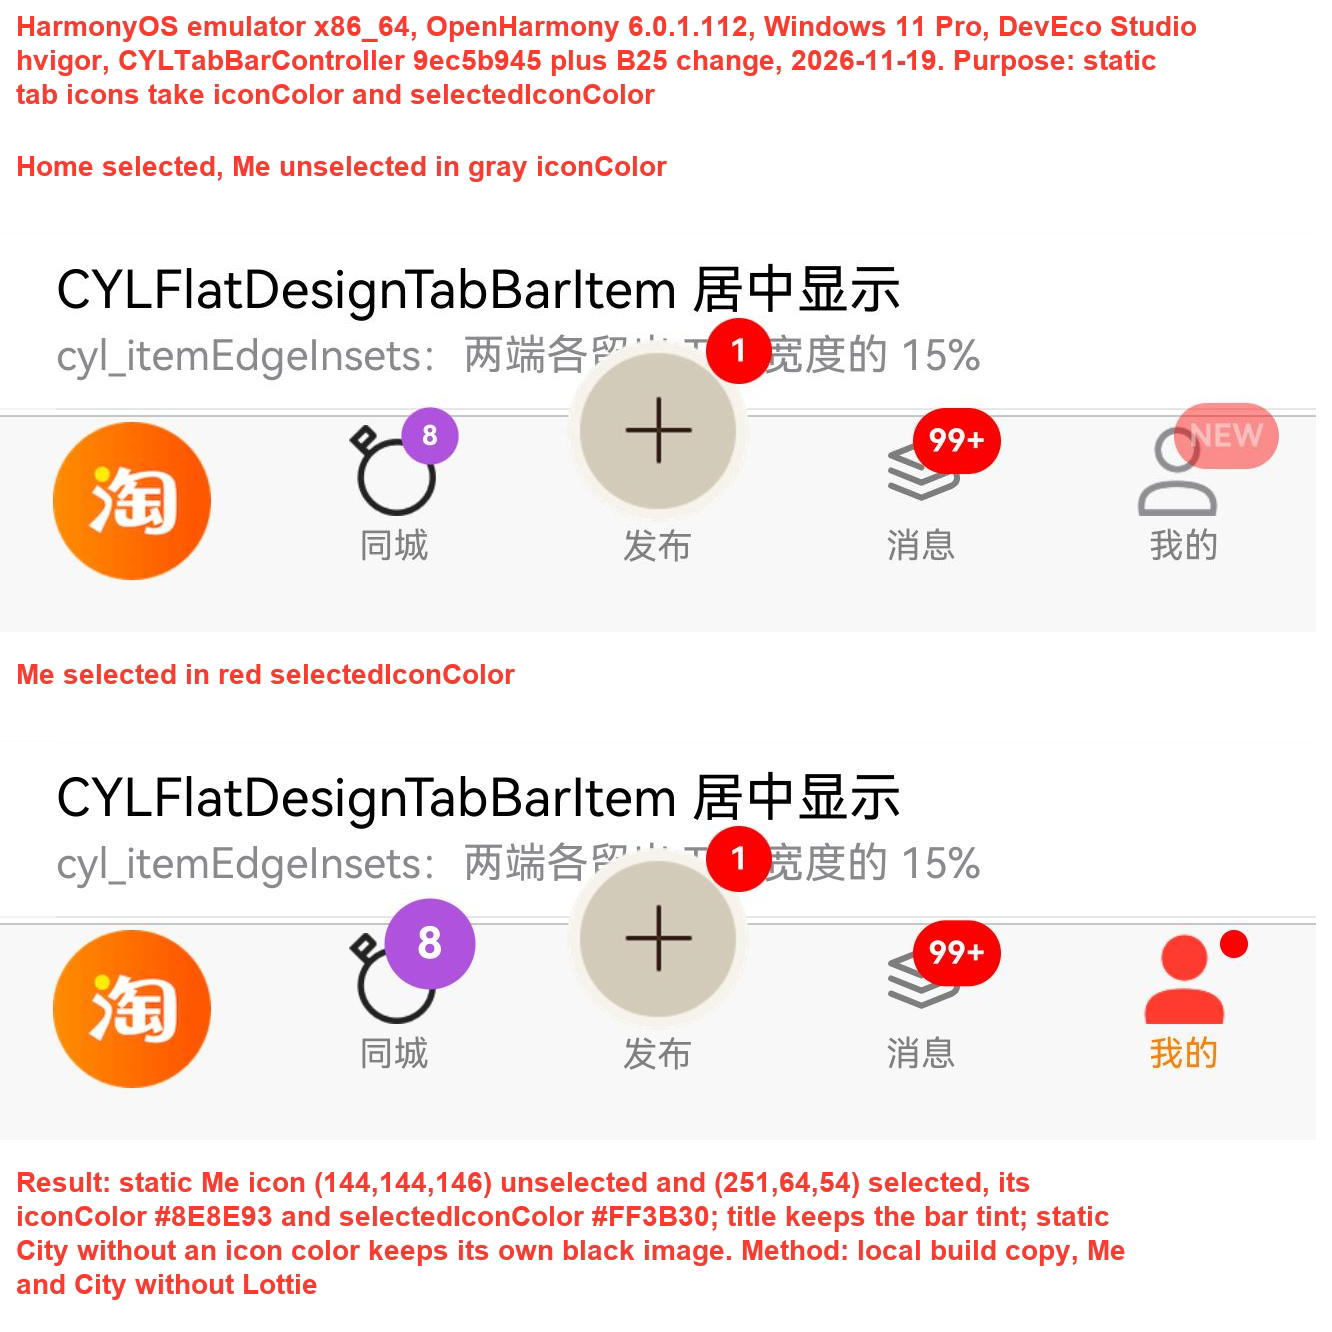 HarmonyOS emulator x86_64, OpenHarmony 6.0.1.112, Windows 11 Pro, DevEco Studio
hvigor, CYLTabBarController 9ec5b945 plus B25 change, 2026-11-19. Purpose: static
tab icons take iconColor and selectedIconColor
Home selected, Me unselected in gray iconColor
CYLFlatDesignTabBarItem 居中显示
cyl_itemEdgeInsets：两端各留 宽度的 15%
1
淘
8
99+
NEW
同城
发布
消息
我的
Me selected in red selectedIconColor
CYLFlatDesignTabBarItem 居中显示
cyl_itemEdgeInsets：两端各 宽度的 15%
1
淘
8
99+
同城
发布
消息
我的
Result: static Me icon (144,144,146) unselected and (251,64,54) selected, its
iconColor #8E8E93 and selectedIconColor #FF3B30; title keeps the bar tint; static
City without an icon color keeps its own black image. Method: local build copy, Me
and City without Lottie